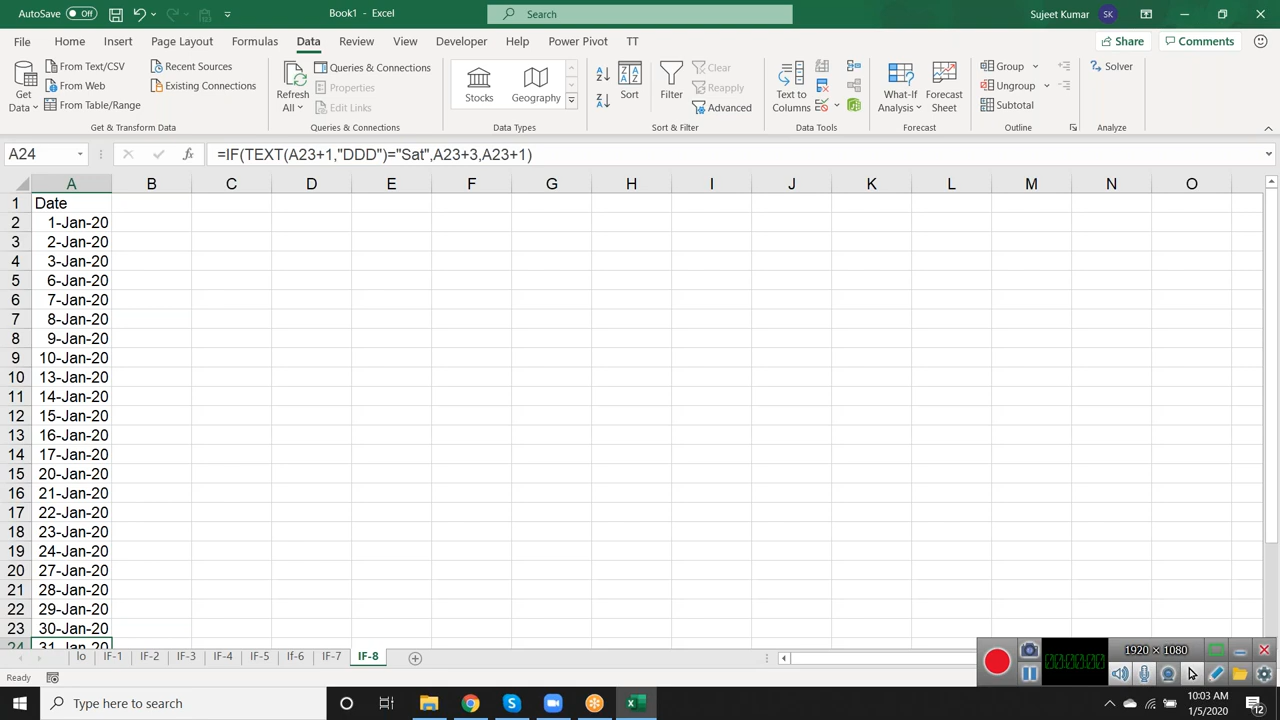 AutoSave Off Book1 - Excel Search Sujeet Kumar SK
File Home Insert Page Layout Formulas Data Review View Developer Help Power Pivot TT Share Comments
Get Data From Text/CSV From Web From Table/Range Recent Sources Existing Connections
Get & Transform Data
Refresh All Queries & Connections Properties Edit Links
Queries & Connections
Stocks Geography
Data Types
Sort Filter Clear Reapply Advanced
Sort & Filter
Text to Columns
Data Tools
What-If Analysis Forecast Sheet
Forecast
Group Ungroup Subtotal
Outline
Solver
Analyze
A24 fx =IF(TEXT(A23+1,"DDD")="Sat",A23+3,A23+1)
A B C D E F G H I J K L M N O
1 Date
2 1-Jan-20
3 2-Jan-20
4 3-Jan-20
5 6-Jan-20
6 7-Jan-20
7 8-Jan-20
8 9-Jan-20
9 10-Jan-20
10 13-Jan-20
11 14-Jan-20
12 15-Jan-20
13 16-Jan-20
14 17-Jan-20
15 20-Jan-20
16 21-Jan-20
17 22-Jan-20
18 23-Jan-20
19 24-Jan-20
20 27-Jan-20
21 28-Jan-20
22 29-Jan-20
23 30-Jan-20
24 31-Jan-20
IF-1 IF-2 IF-3 IF-4 IF-5 If-6 IF-7 IF-8
1920 × 1080
00:00:00
Ready
Type here to search
10:03 AM
1/5/2020
12